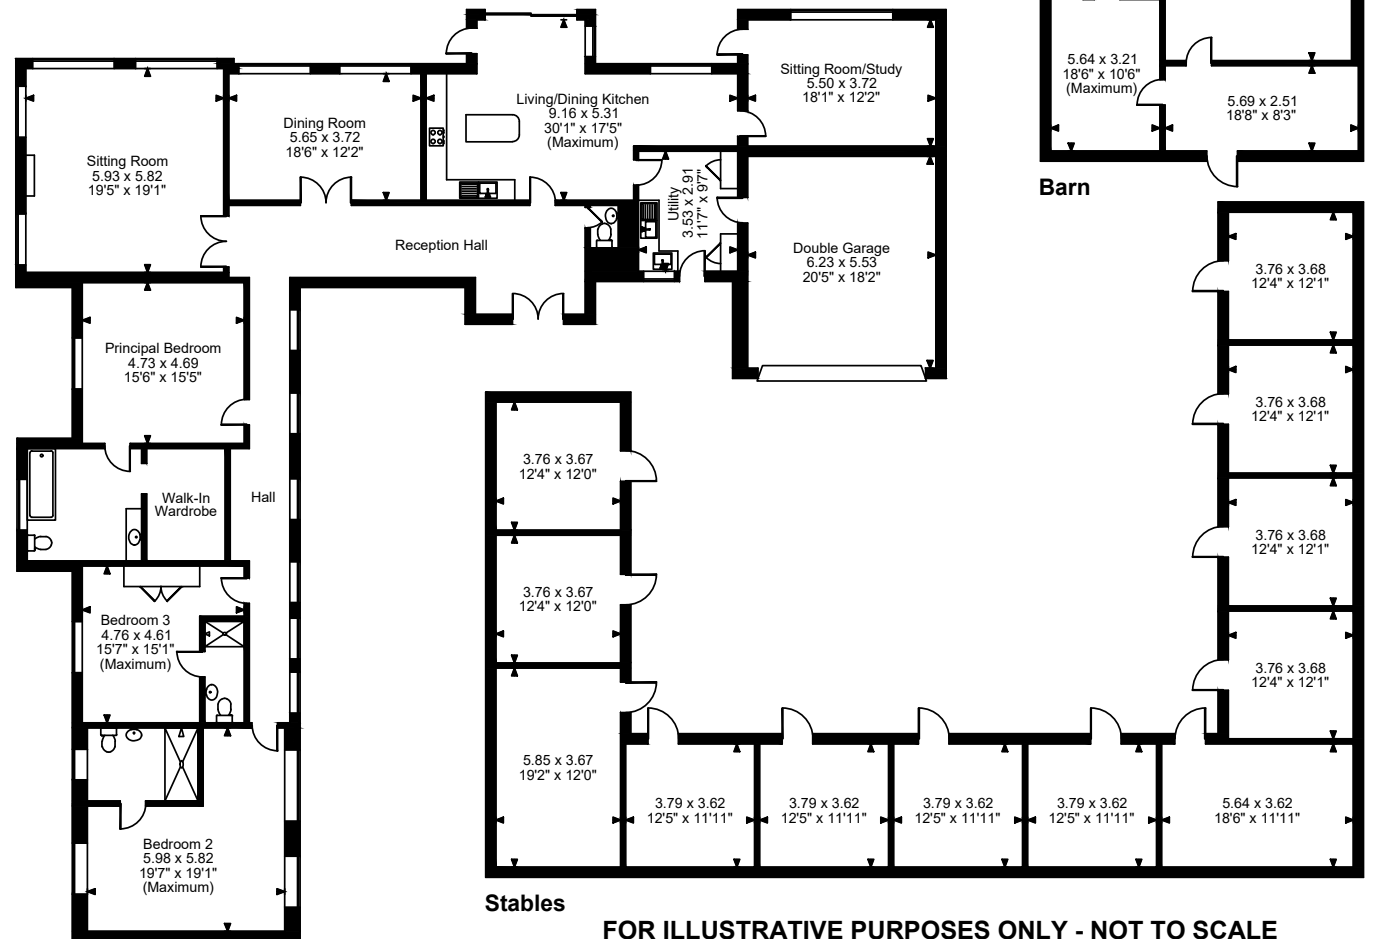 Sitting Room
5.93 x 5.82
19'5" x 19'1"
Dining Room
5.65 x 3.72
18'6" x 12'2"
Living/Dining Kitchen
9.16 x 5.31
30'1" x 17'5"
(Maximum)
Sitting Room/Study
5.50 x 3.72
18'1" x 12'2"
Utility
3.53 x 2.91
11'7" x 9'7"
Double Garage
6.23 x 5.53
20'5" x 18'2"
Reception Hall
Principal Bedroom
4.73 x 4.69
15'6" x 15'5"
Walk-In
Wardrobe
Hall
Bedroom 3
4.76 x 4.61
15'7" x 15'1"
(Maximum)
Bedroom 2
5.98 x 5.82
19'7" x 19'1"
(Maximum)
5.64 x 3.21
18'6" x 10'6"
(Maximum)
5.69 x 2.51
18'8" x 8'3"
Barn
3.76 x 3.67
12'4" x 12'0"
3.76 x 3.67
12'4" x 12'0"
5.85 x 3.67
19'2" x 12'0"
3.79 x 3.62
12'5" x 11'11"
3.79 x 3.62
12'5" x 11'11"
3.79 x 3.62
12'5" x 11'11"
3.79 x 3.62
12'5" x 11'11"
5.64 x 3.62
18'6" x 11'11"
3.76 x 3.68
12'4" x 12'1"
3.76 x 3.68
12'4" x 12'1"
3.76 x 3.68
12'4" x 12'1"
3.76 x 3.68
12'4" x 12'1"
Stables
FOR ILLUSTRATIVE PURPOSES ONLY - NOT TO SCALE